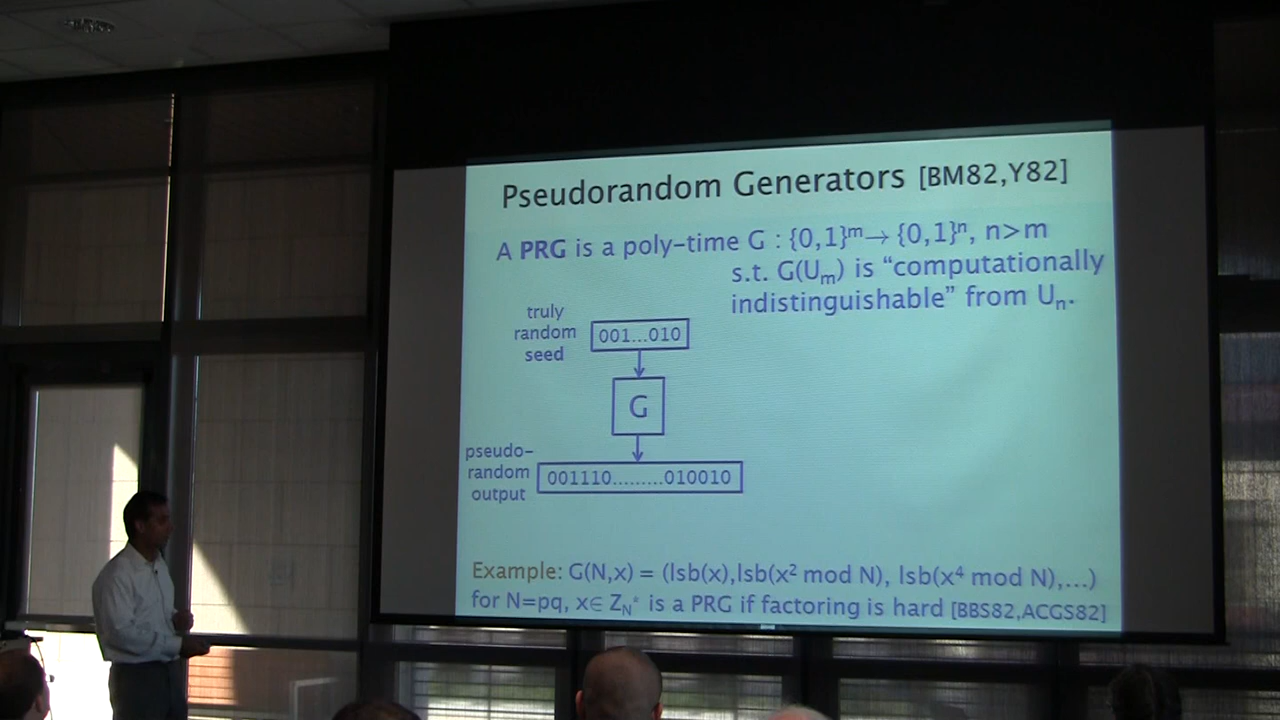 Pseudorandom Generators [BM82,Y82]
A PRG is a poly-time G : {0,1}ᵐ→ {0,1}ⁿ, n>m
s.t. G(Uₘ) is “computationally
indistinguishable” from Uₙ.
truly
random
seed
001...010
G
pseudo-
random
output
001110.........010010
Example: G(N,x) = (lsb(x),lsb(x² mod N), lsb(x⁴ mod N),...)
for N=pq, x∈ Z_N* is a PRG if factoring is hard [BBS82,ACGS82]